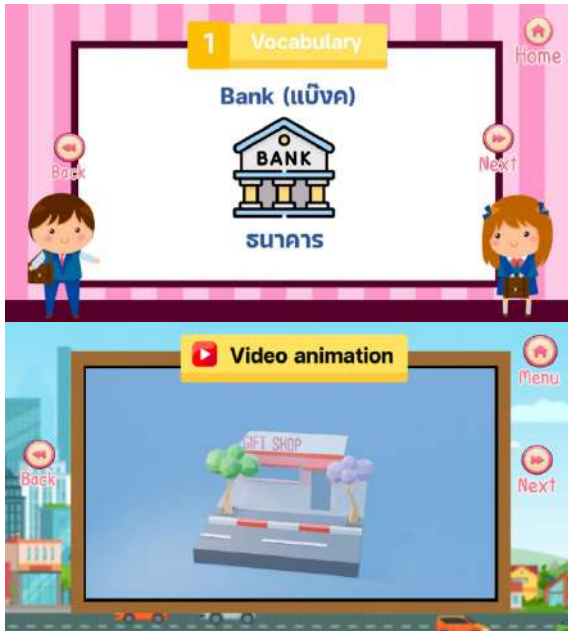 1 Vocabulary
Home
Bank (แบ๊งค)
BANK
Back
Next
ธนาคาร
Video animation
Menu
GIFT SHOP
Back
Next